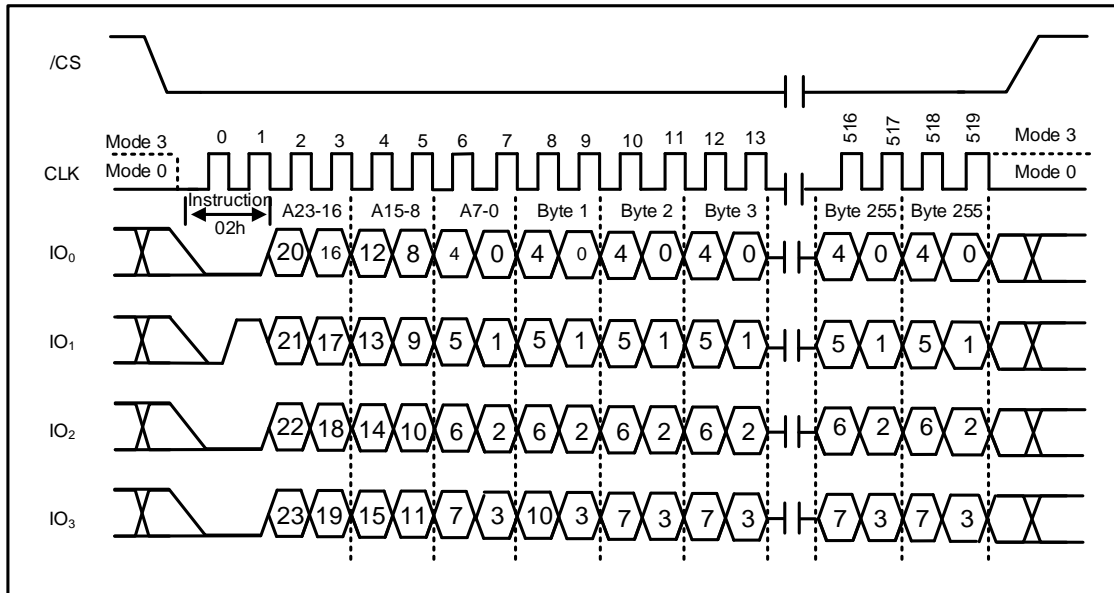 /CS
0 1 2 3 4 5 6 7 8 9 10 11 12 13 516 517 518 519
Mode 3 Mode 3
CLK Mode 0 Mode 0
Instruction A23-16 A15-8 A7-0 Byte 1 Byte 2 Byte 3 Byte 255 Byte 255
02h
IO0 20 16 12 8 4 0 4 0 4 0 4 0 4 0 4 0
IO1 21 17 13 9 5 1 5 1 5 1 5 1 5 1 5 1
IO2 22 18 14 10 6 2 6 2 6 2 6 2 6 2 6 2
IO3 23 19 15 11 7 3 10 3 7 3 7 3 7 3 7 3